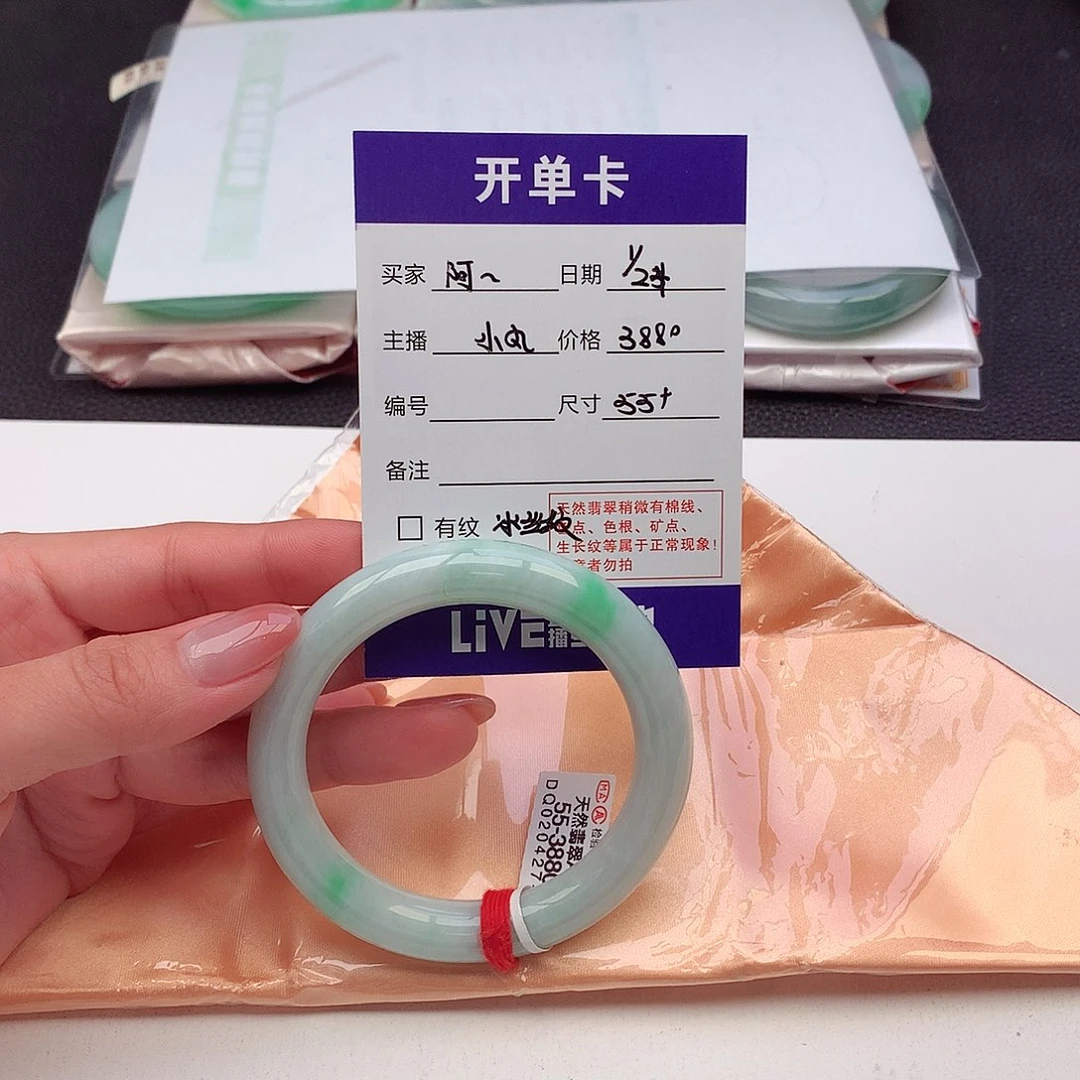 开单卡
买家 阿~ 日期 1/24
主播 小丸 价格 3880
编号 尺寸 55+
备注
有纹
天然翡翠稍微有棉线、
点、色根、矿点、
生长纹等属于正常现象!
者勿拍
LiVE 播
MA
天然翡翠
55-3880
DQ020427